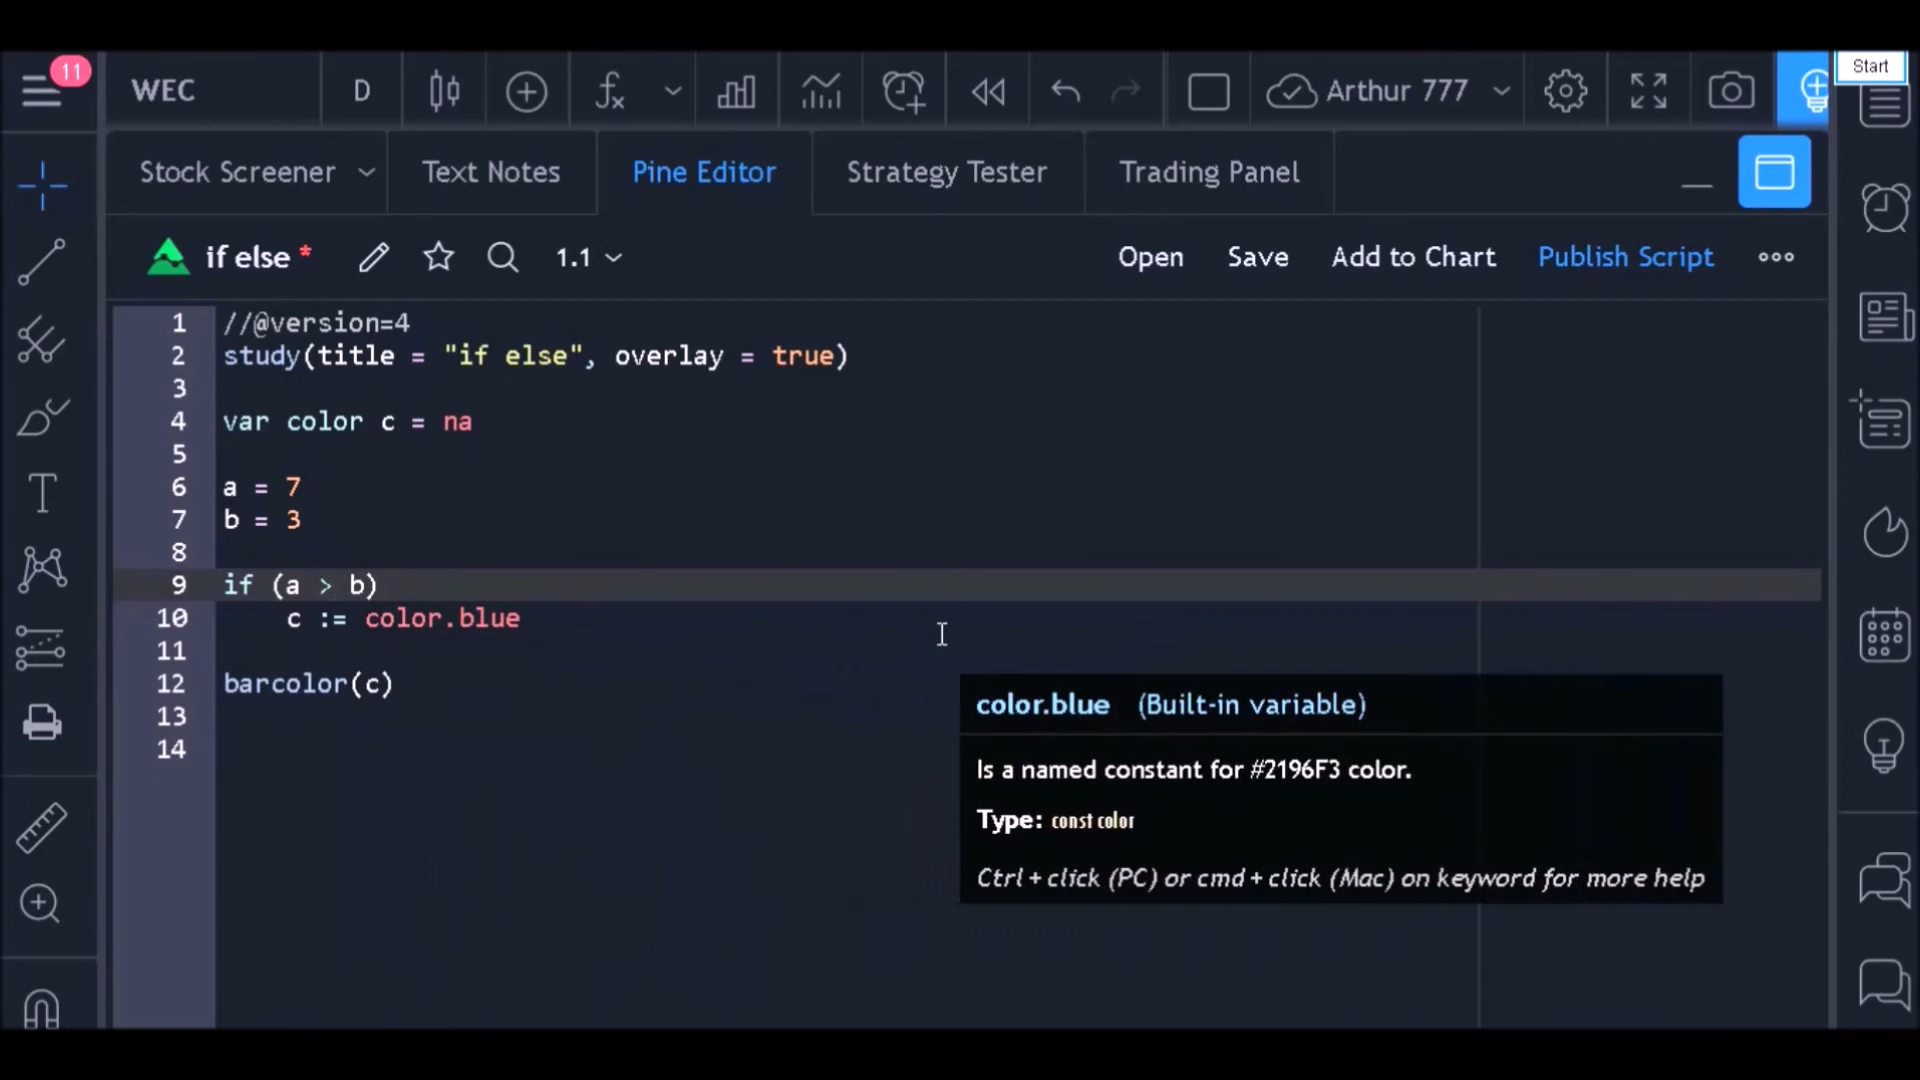 11
WEC
D
Arthur 777
Start
Stock Screener
Text Notes
Pine Editor
Strategy Tester
Trading Panel
if else *
1.1
Open
Save
Add to Chart
Publish Script
1 //@version=4
2 study(title = "if else", overlay = true)
3
4 var color c = na
5
6 a = 7
7 b = 3
8
9 if (a > b)
10 c := color.blue
11
12 barcolor(c)
13
14
color.blue (Built-in variable)
Is a named constant for #2196F3 color.
Type: const color
Ctrl + click (PC) or cmd + click (Mac) on keyword for more help